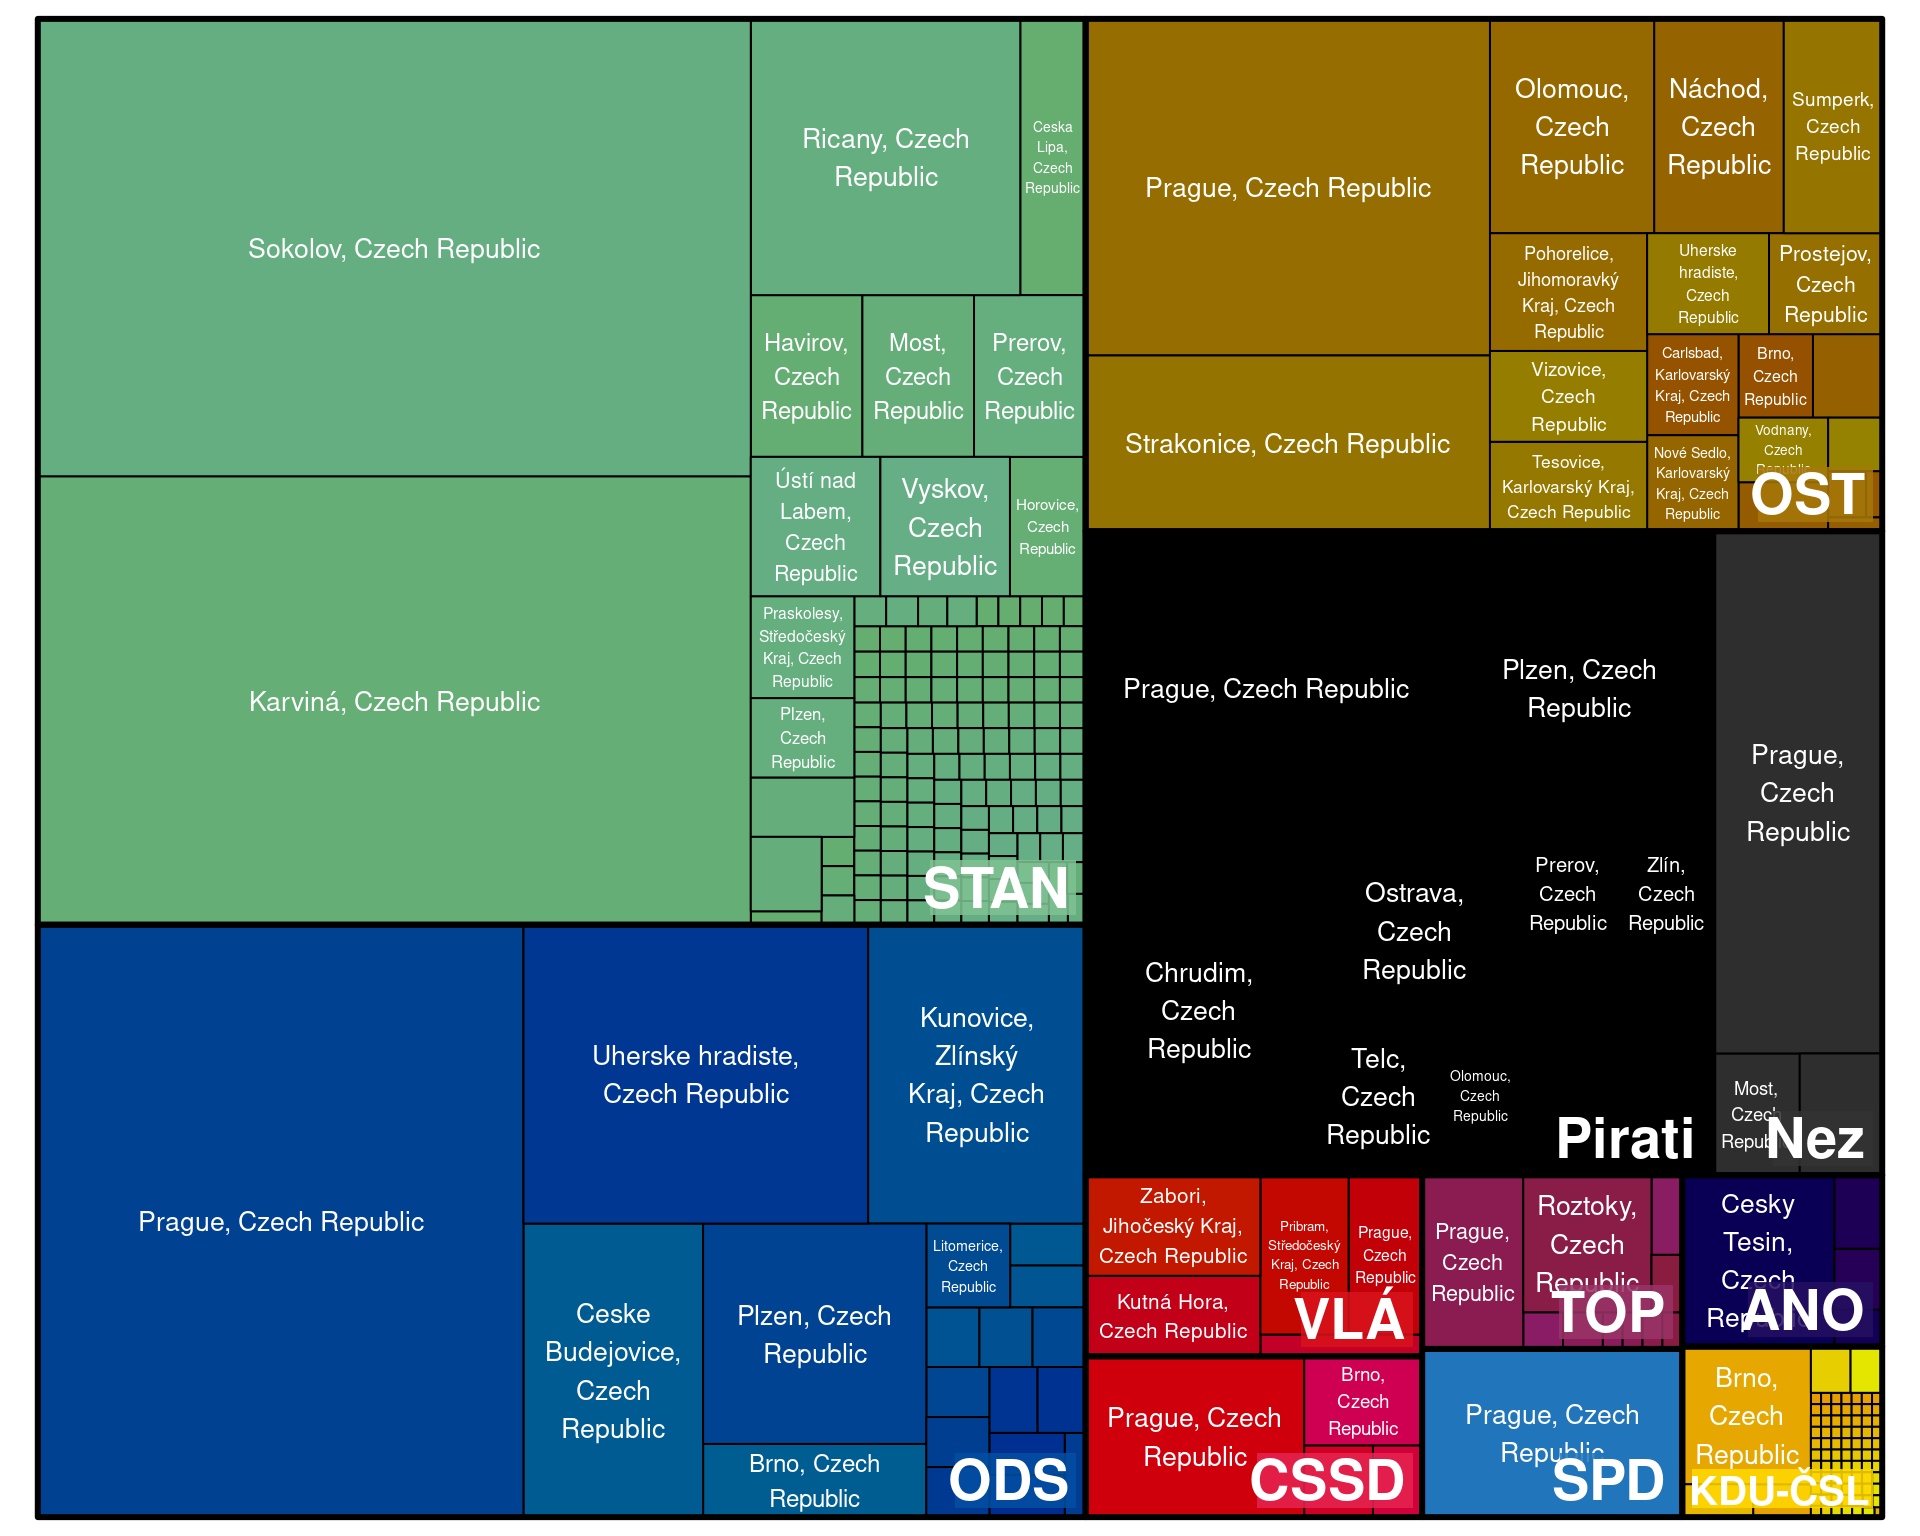 Sokolov, Czech Republic
Karviná, Czech Republic
Ricany, Czech
Republic
Ceska
Lipa,
Czech
Republic
Havirov,
Czech
Republic
Most,
Czech
Republic
Prerov,
Czech
Republic
Ústí nad
Labem,
Czech
Republic
Vyskov,
Czech
Republic
Horovice,
Czech
Republic
Praskolesy,
Středočeský
Kraj, Czech
Republic
Plzen,
Czech
Republic
STAN
Prague, Czech Republic
Strakonice, Czech Republic
Olomouc,
Czech
Republic
Náchod,
Czech
Republic
Sumperk,
Czech
Republic
Pohorelice,
Jihomoravký
Kraj, Czech
Republic
Uherske
hradiste,
Czech
Republic
Prostejov,
Czech
Republic
Vizovice,
Czech
Republic
Tesovice,
Karlovarský Kraj,
Czech Republic
Carlsbad,
Karlovarský
Kraj, Czech
Republic
Brno,
Czech
Republic
Nové Sedlo,
Karlovarský
Kraj, Czech
Republic
Vodnany,
Czech
Republic
OST
Prague, Czech Republic
Plzen, Czech
Republic
Chrudim,
Czech
Republic
Ostrava,
Czech
Republic
Prerov,
Czech
Republic
Zlín,
Czech
Republic
Telc,
Czech
Republic
Olomouc,
Czech
Republic
Pirati
Prague,
Czech
Republic
Most,
Czech
Republic
Nez
Prague, Czech Republic
Uherske hradiste,
Czech Republic
Kunovice,
Zlínský
Kraj, Czech
Republic
Ceske
Budejovice,
Czech
Republic
Plzen, Czech
Republic
Brno, Czech
Republic
Litomerice,
Czech
Republic
ODS
Zabori,
Jihočeský Kraj,
Czech Republic
Kutná Hora,
Czech Republic
Pribram,
Středočeský
Kraj, Czech
Republic
Prague,
Czech
Republic
VLÁ
Prague,
Czech
Republic
Roztoky,
Czech
Republic
TOP
Cesky
Tesin,
Czech
Republic
ANO
Prague, Czech
Republic
Brno,
Czech
Republic
CSSD
Prague, Czech
Republic
SPD
Brno,
Czech
Republic
KDU-ČSL